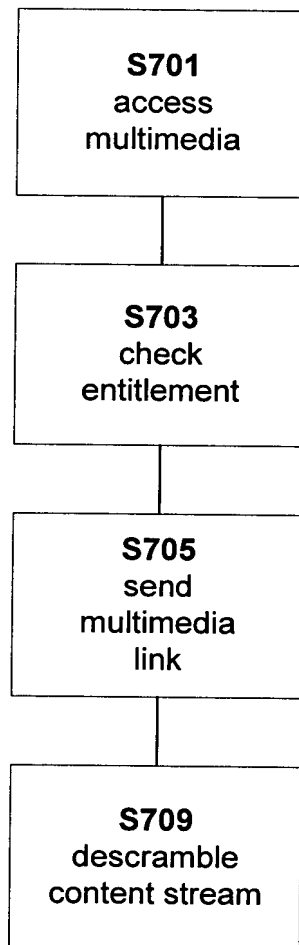 S701
access
multimedia
S703
check
entitlement
S705
send
multimedia
link
S709
descramble
content stream